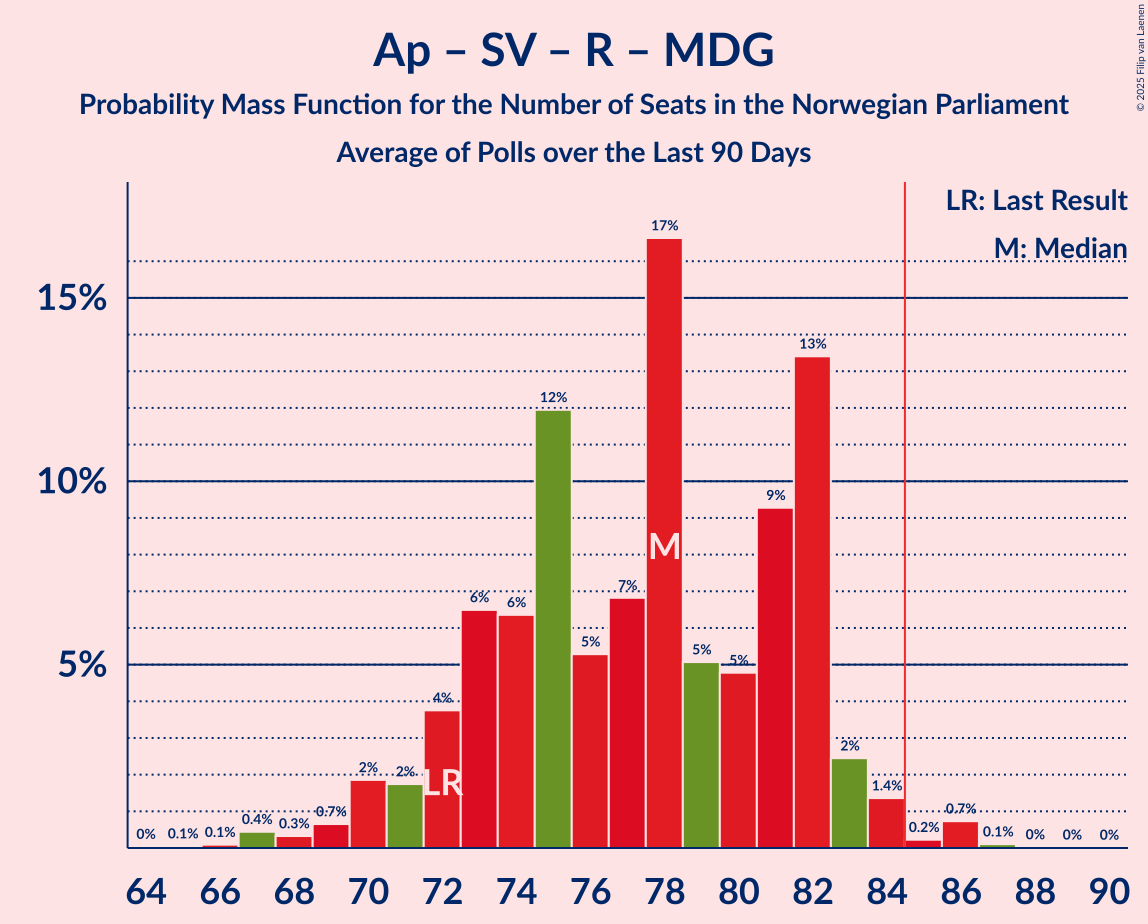 Ap – SV – R – MDG
Probability Mass Function for the Number of Seats in the Norwegian Parliament
Average of Polls over the Last 90 Days
© 2025 Filip van Laenen
LR: Last Result
M: Median
15%
10%
5%
0% 0.1% 0.1% 0.4% 0.3% 0.7% 2% 2% 4% 6% 6% 12% 5% 7% 17% 5% 5% 9% 13% 2% 1.4% 0.2% 0.7% 0.1% 0% 0% 0%
M
LR
64 66 68 70 72 74 76 78 80 82 84 86 88 90